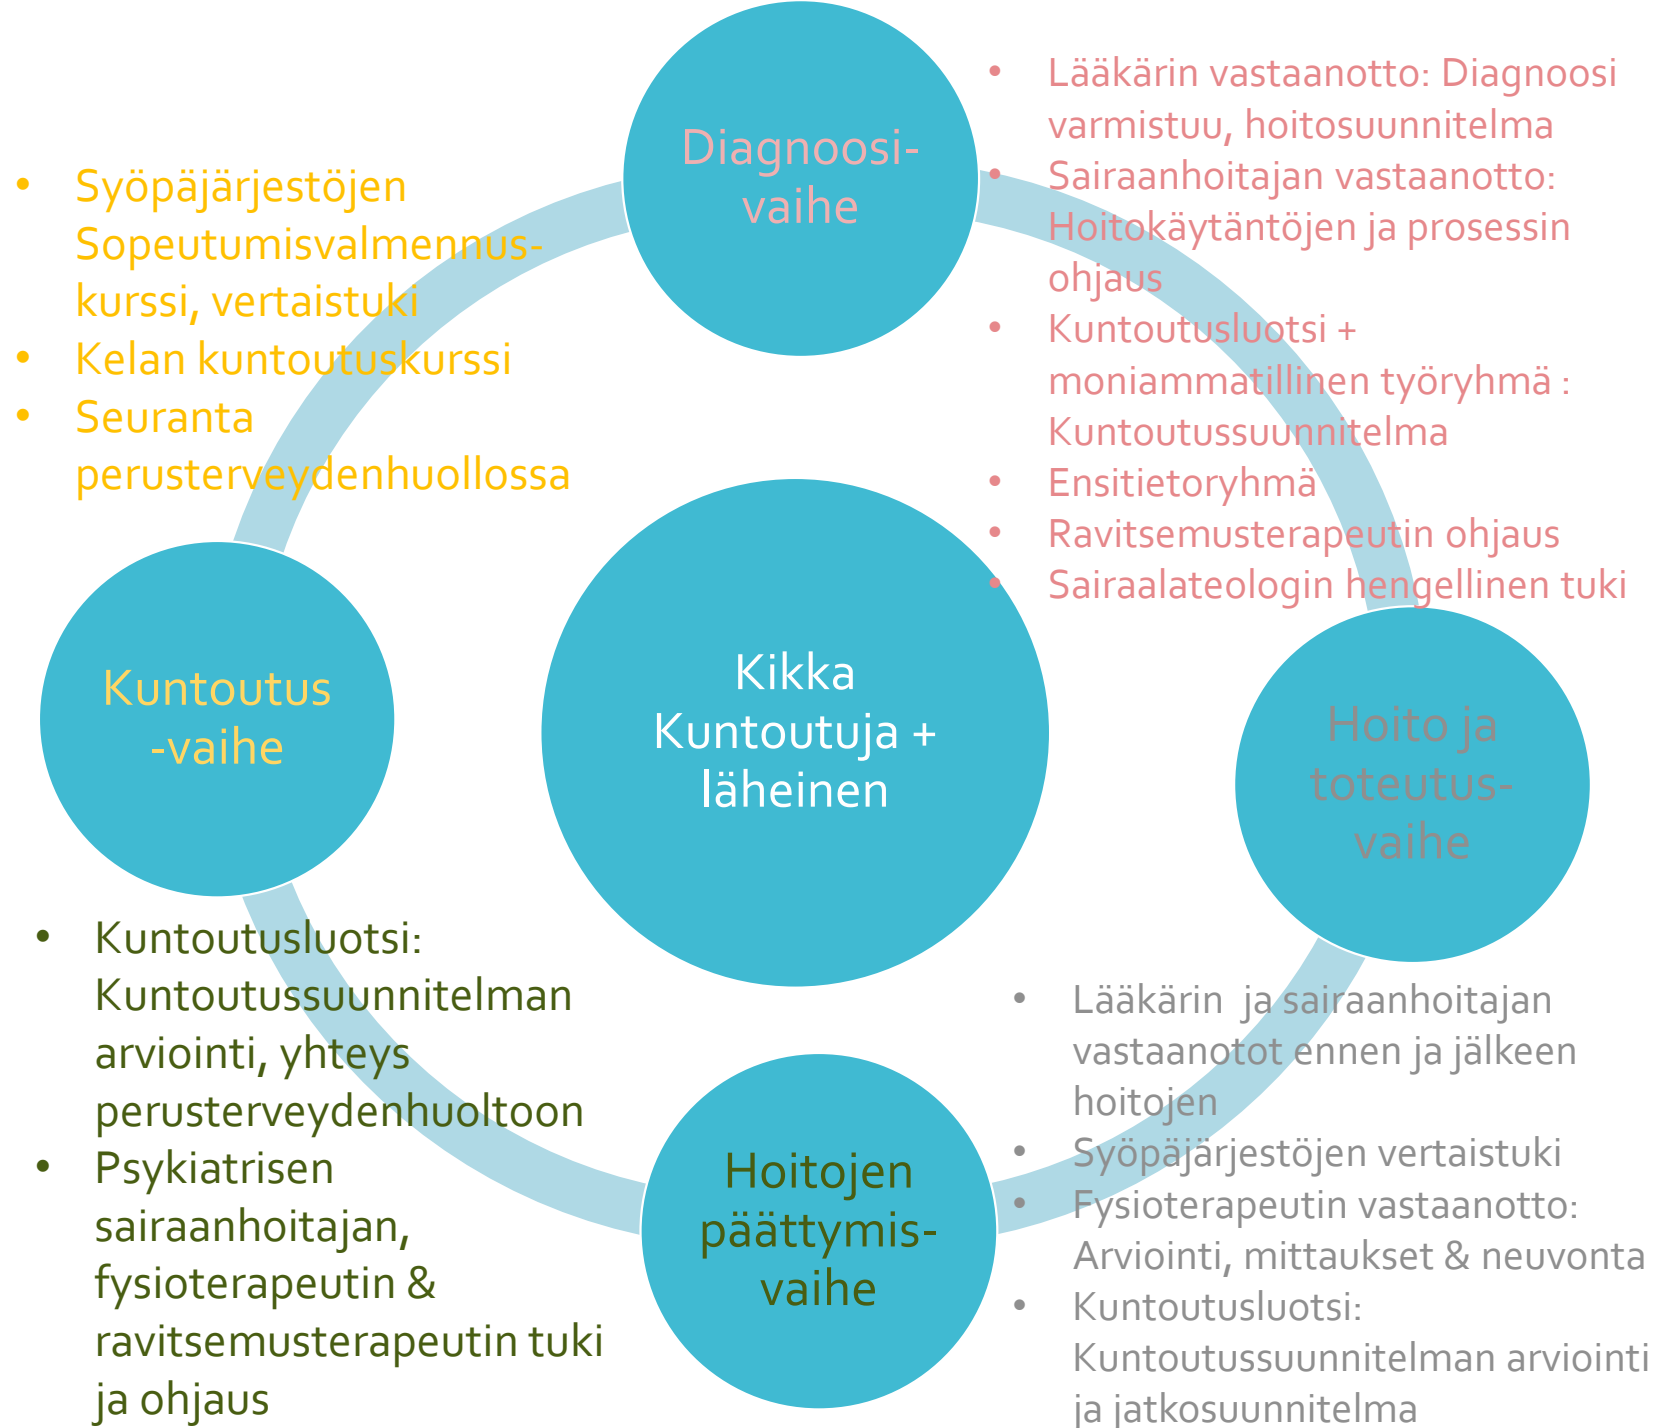 Diagnoosi-
vaihe
• Lääkärin vastaanotto: Diagnoosi
varmistuu, hoitosuunnitelma
• Sairaanhoitajan vastaanotto:
Hoitokäytäntöjen ja prosessin
ohjaus
• Kuntoutusluotsi +
moniammatillinen työryhmä :
Kuntoutussuunnitelma
• Ensitietoryhmä
• Ravitsemusterapeutin ohjaus
• Sairaalateologin hengellinen tuki
• Syöpäjärjestöjen
Sopeutumisvalmennus-
kurssi, vertaistuki
• Kelan kuntoutuskurssi
• Seuranta
perusterveydenhuollossa
Kuntoutus
-vaihe
Kikka
Kuntoutuja +
läheinen
Hoito ja
toteutus-
vaihe
• Kuntoutusluotsi:
Kuntoutussuunnitelman
arviointi, yhteys
perusterveydenhuoltoon
• Psykiatrisen
sairaanhoitajan,
fysioterapeutin &
ravitsemusterapeutin tuki
ja ohjaus
Hoitojen
päättymis-
vaihe
• Lääkärin  ja sairaanhoitajan
vastaanotot ennen ja jälkeen
hoitojen
• Syöpäjärjestöjen vertaistuki
• Fysioterapeutin vastaanotto:
Arviointi, mittaukset & neuvonta
• Kuntoutusluotsi:
Kuntoutussuunnitelman arviointi
ja jatkosuunnitelma